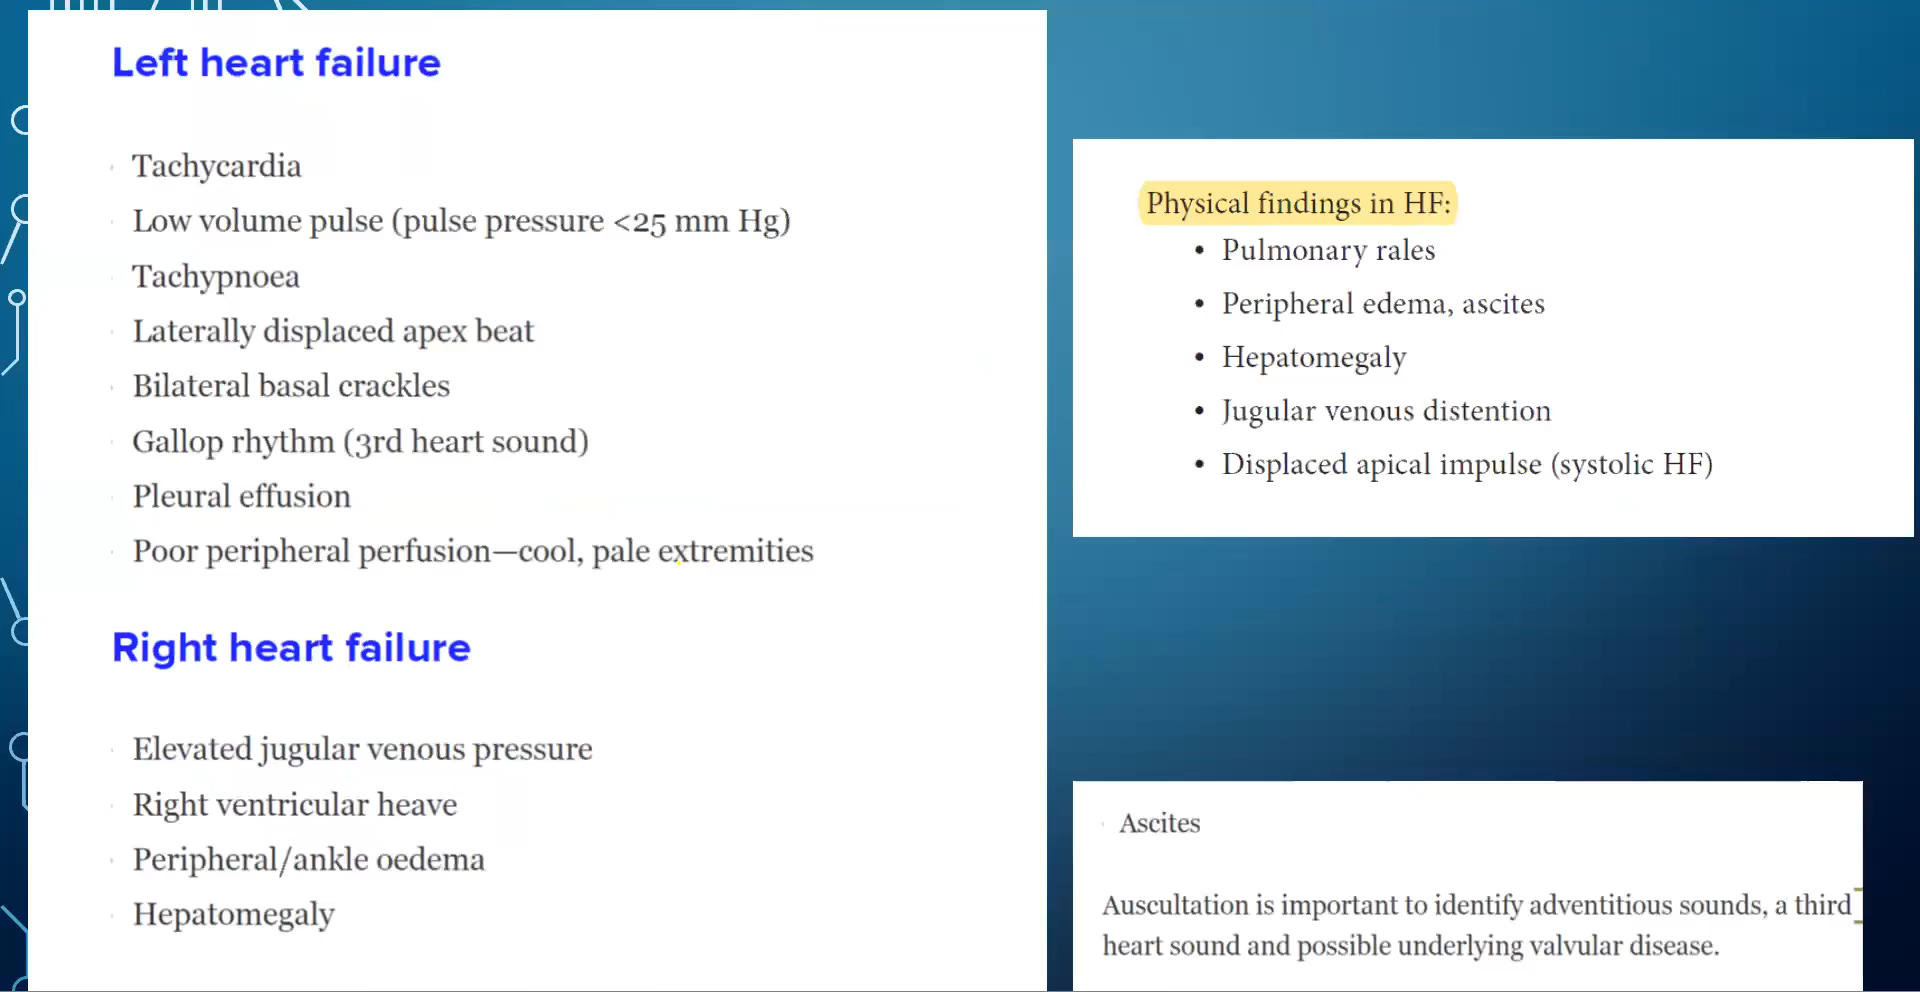 Left heart failure
Tachycardia
Low volume pulse (pulse pressure <25 mm Hg)
Tachypnoea
Laterally displaced apex beat
Bilateral basal crackles
Gallop rhythm (3rd heart sound)
Pleural effusion
Poor peripheral perfusion—cool, pale extremities
Right heart failure
Elevated jugular venous pressure
Right ventricular heave
Peripheral/ankle oedema
Hepatomegaly
Physical findings in HF:
• Pulmonary rales
• Peripheral edema, ascites
• Hepatomegaly
• Jugular venous distention
• Displaced apical impulse (systolic HF)
Ascites
Auscultation is important to identify adventitious sounds, a third
heart sound and possible underlying valvular disease.